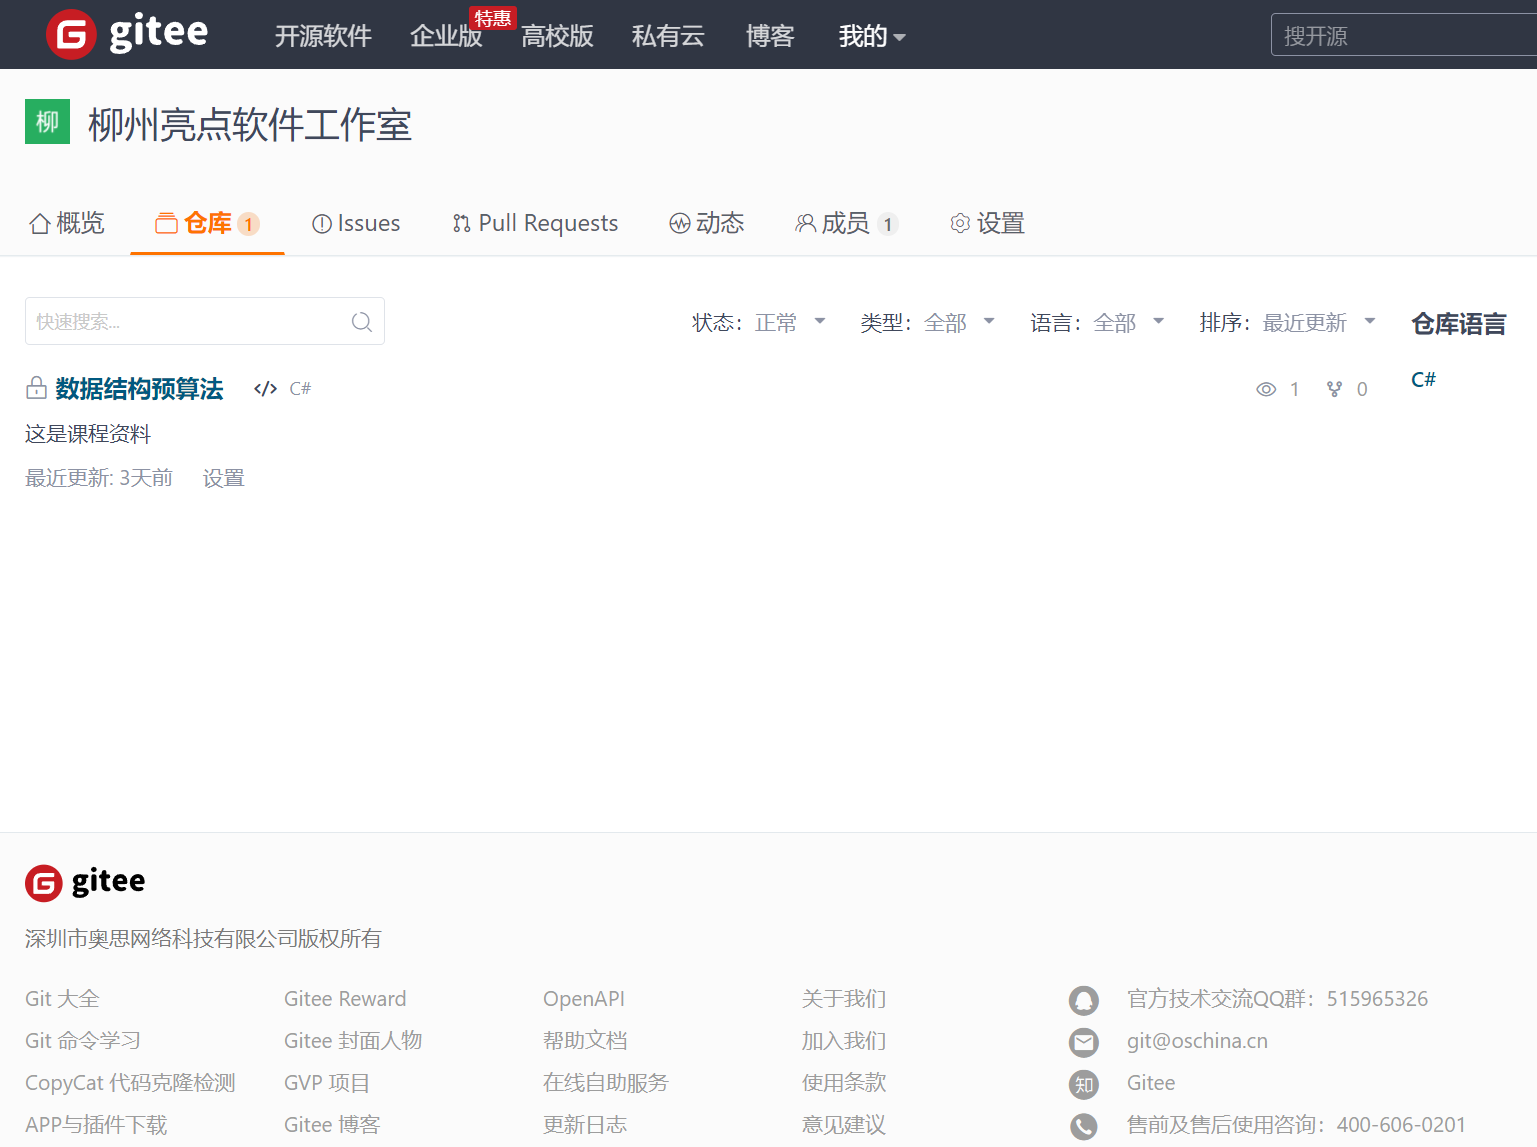 gitee 开源软件 企业版 特惠 高校版 私有云 博客 我的 搜开源
柳 柳州亮点软件工作室
概览 仓库 1 Issues Pull Requests 动态 成员 1 设置
快速搜索... 状态： 正常 类型： 全部 语言： 全部 排序： 最近更新 仓库语言
数据结构预算法 </> C# 1 0 C#
这是课程资料
最近更新: 3天前 设置
gitee
深圳市奥思网络科技有限公司版权所有
Git 大全 Gitee Reward OpenAPI 关于我们 官方技术交流QQ群：515965326
Git 命令学习 Gitee 封面人物 帮助文档 加入我们 git@oschina.cn
CopyCat 代码克隆检测 GVP 项目 在线自助服务 使用条款 知 Gitee
APP与插件下载 Gitee 博客 更新日志 意见建议 售前及售后使用咨询：400-606-0201